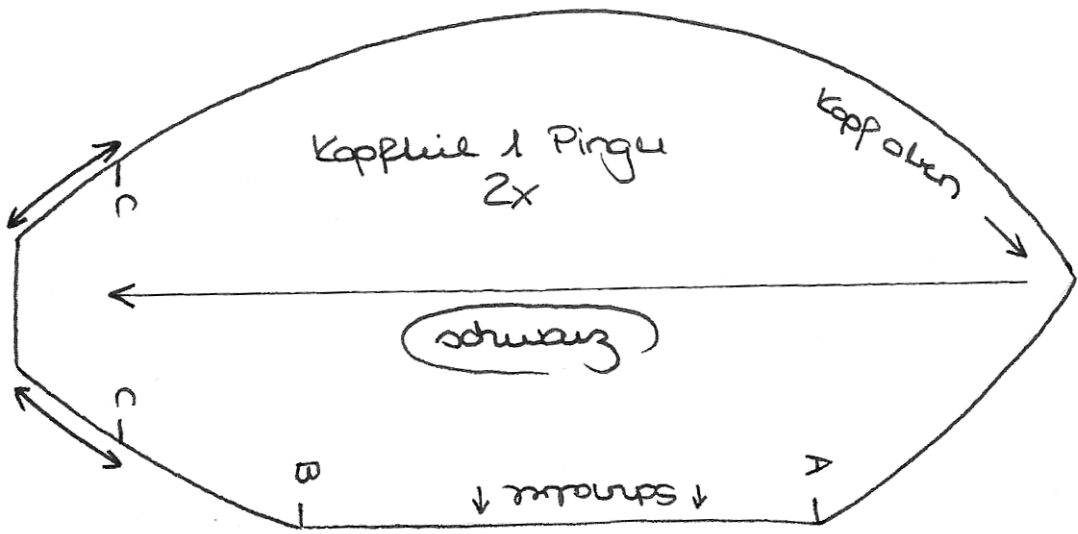 Kopfteil 1 Pingu
2x
Kopf oben
schwarz
C
C
B
A
Schnabel